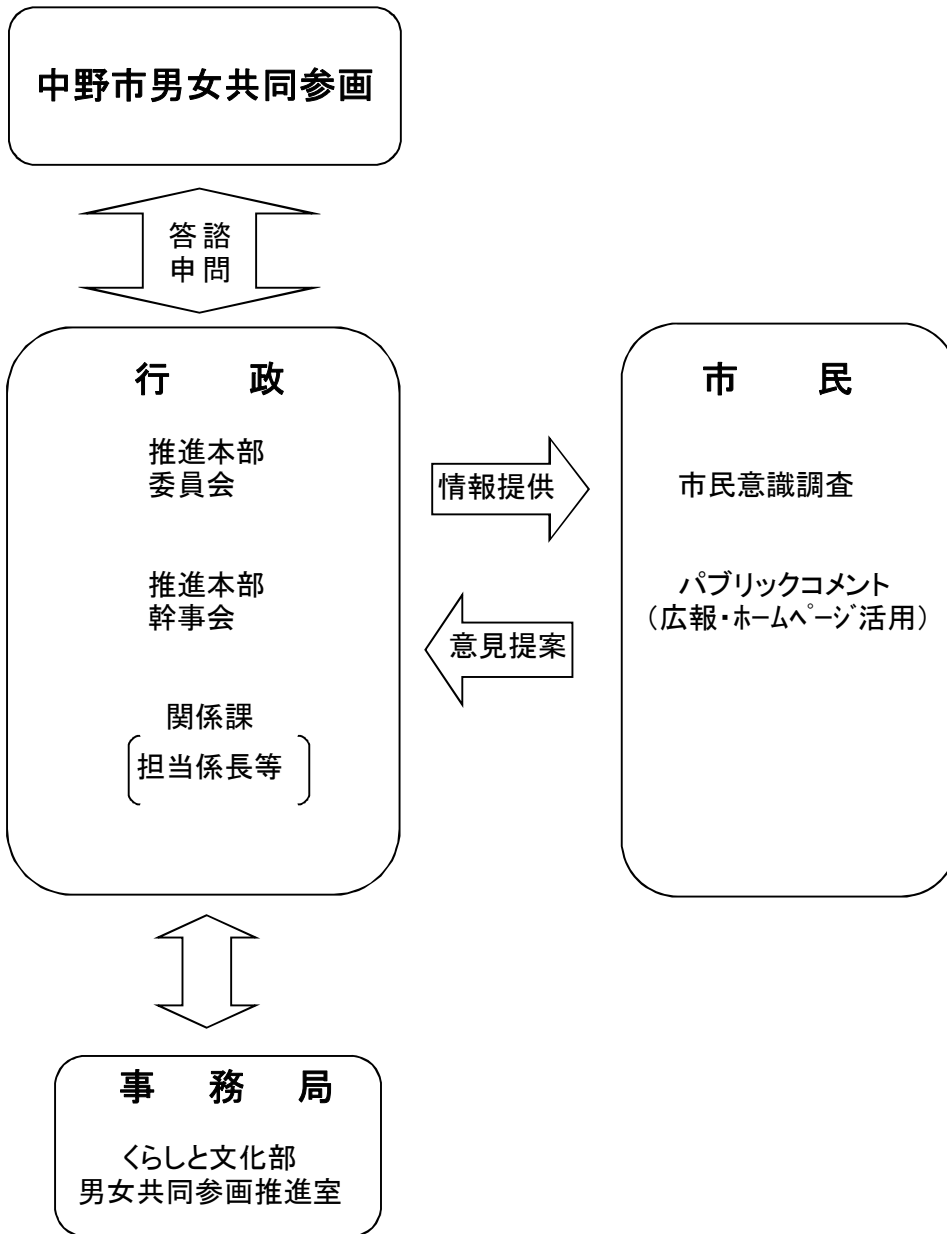 中野市男女共同参画
諮問
答申
行　政
推進本部
委員会
推進本部
幹事会
関係課
担当係長等
情報提供
意見提案
市　民
市民意識調査
パブリックコメント
（広報・ホームページ活用）
事　務　局
くらしと文化部
男女共同参画推進室